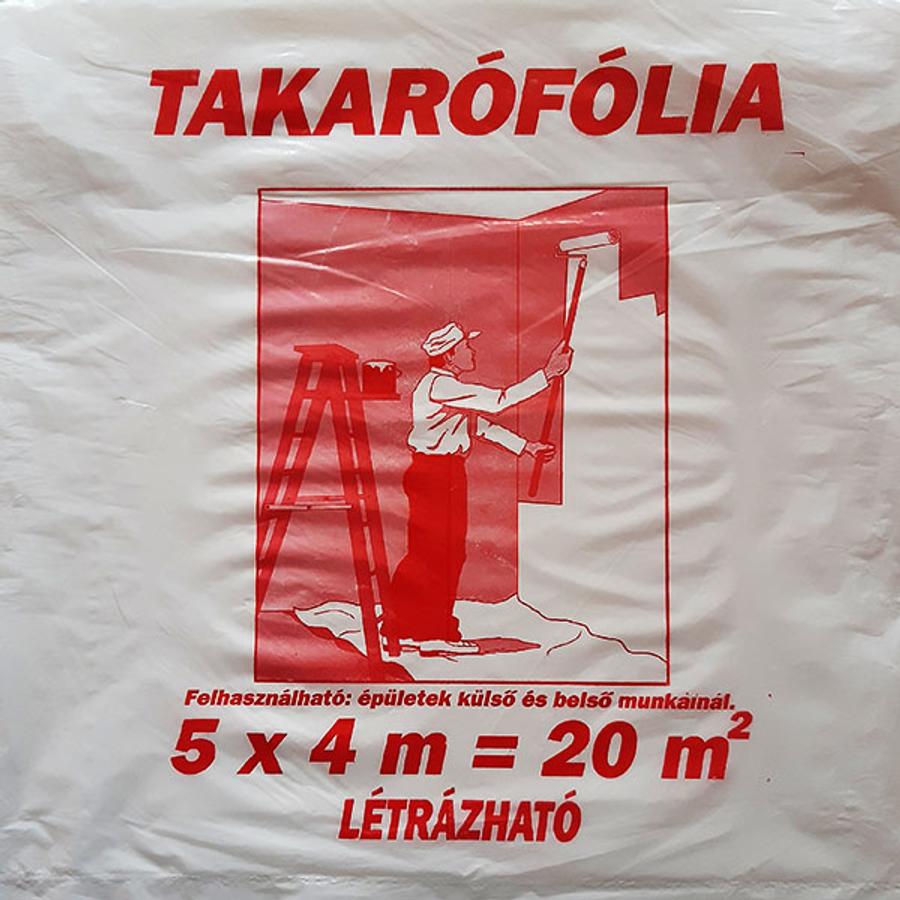 TAKARÓFÓLIA
Felhasználható: épületek külső és belső munkáinál.
5 x 4 m = 20 m²
LÉTRÁZHATÓ